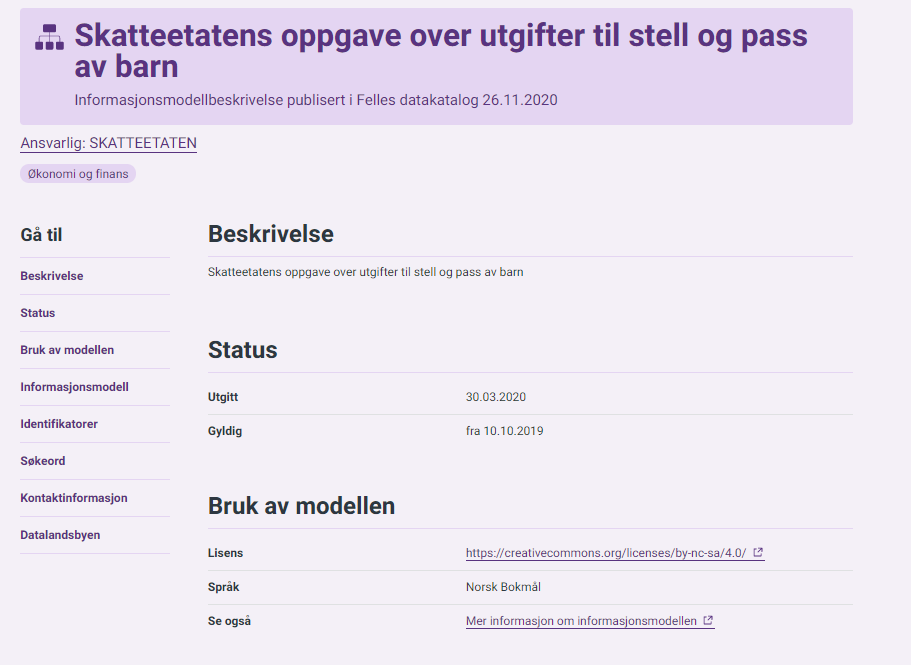 Skatteetatens oppgave over utgifter til stell og pass
av barn
Informasjonsmodellbeskrivelse publisert i Felles datakatalog 26.11.2020
Ansvarlig: SKATTEETATEN
Økonomi og finans
Gå til
Beskrivelse
Status
Bruk av modellen
Informasjonsmodell
Identifikatorer
Søkeord
Kontaktinformasjon
Datalandsbyen
Beskrivelse
Skatteetatens oppgave over utgifter til stell og pass av barn
Status
Utgitt 30.03.2020
Gyldig fra 10.10.2019
Bruk av modellen
Lisens https://creativecommons.org/licenses/by-nc-sa/4.0/
Språk Norsk Bokmål
Se også Mer informasjon om informasjonsmodellen